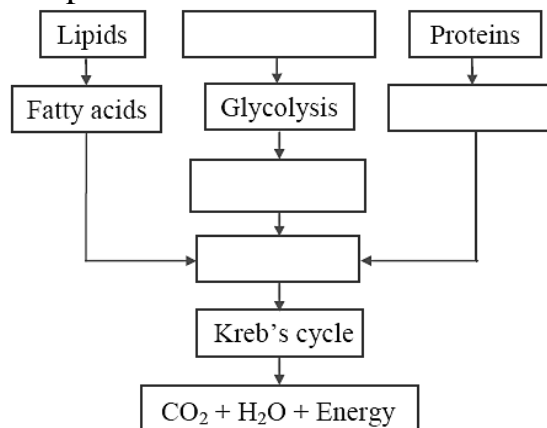 Lipids
Proteins
Fatty acids
Glycolysis
Kreb's cycle
CO₂ + H₂O + Energy